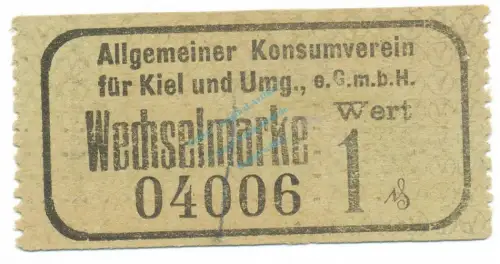 Allgemeiner Konsumverein
für Kiel und Umg., e.G.m.b.H.
Wechselmarke Wert
04006 1 ₰